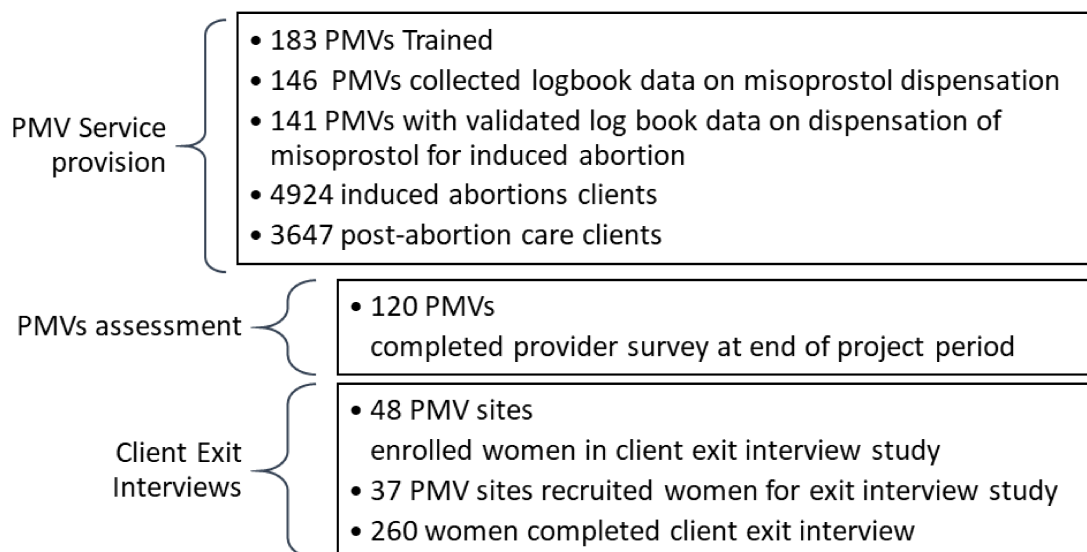 PMV Service
provision
• 183 PMVs Trained
• 146 PMVs collected logbook data on misoprostol dispensation
• 141 PMVs with validated log book data on dispensation of
misoprostol for induced abortion
• 4924 induced abortions clients
• 3647 post-abortion care clients
PMVs assessment
• 120 PMVs
completed provider survey at end of project period
Client Exit
Interviews
• 48 PMV sites
enrolled women in client exit interview study
• 37 PMV sites recruited women for exit interview study
• 260 women completed client exit interview